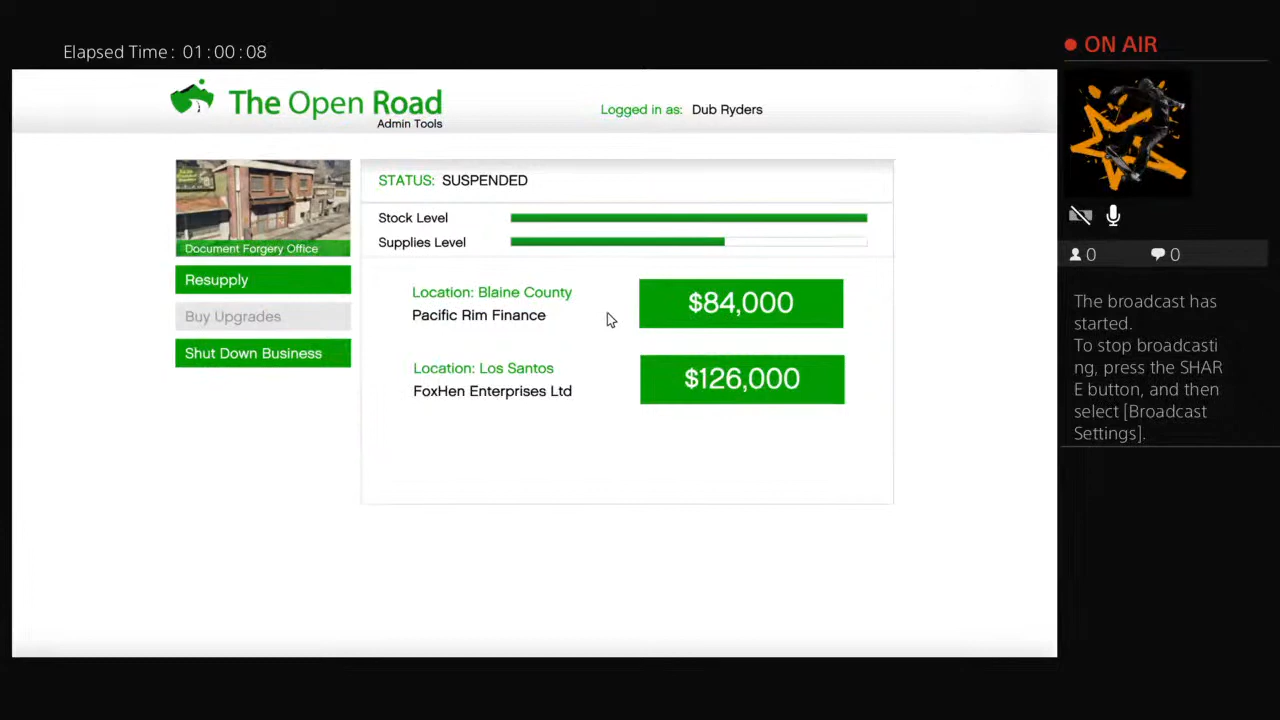 Elapsed Time: 01:00:08
ON AIR
The Open Road
Admin Tools
Logged in as: Dub Ryders
Document Forgery Office
Resupply
Buy Upgrades
Shut Down Business
STATUS: SUSPENDED
Stock Level
Supplies Level
Location: Blaine County
Pacific Rim Finance
$84,000
Location: Los Santos
FoxHen Enterprises Ltd
$126,000
0
0
The broadcast has
started.
To stop broadcasti
ng, press the SHAR
E button, and then
select [Broadcast
Settings].